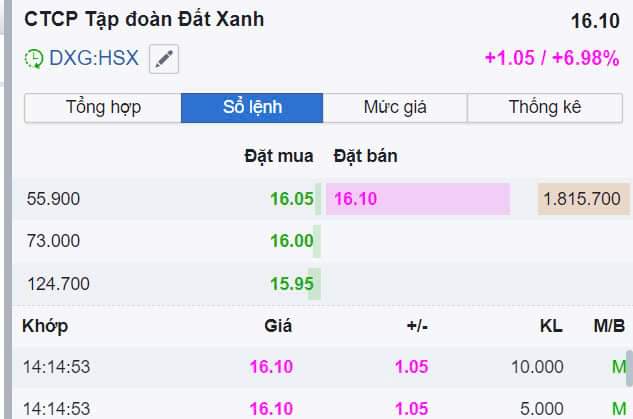 CTCP Tập đoàn Đất Xanh 16.10
DXG:HSX +1.05 / +6.98%
Tổng hợp Sổ lệnh Mức giá Thống kê
Đặt mua Đặt bán
55.900 16.05 16.10 1.815.700
73.000 16.00
124.700 15.95
Khớp Giá +/- KL M/B
14:14:53 16.10 1.05 10.000 M
14:14:53 16.10 1.05 5.000 M